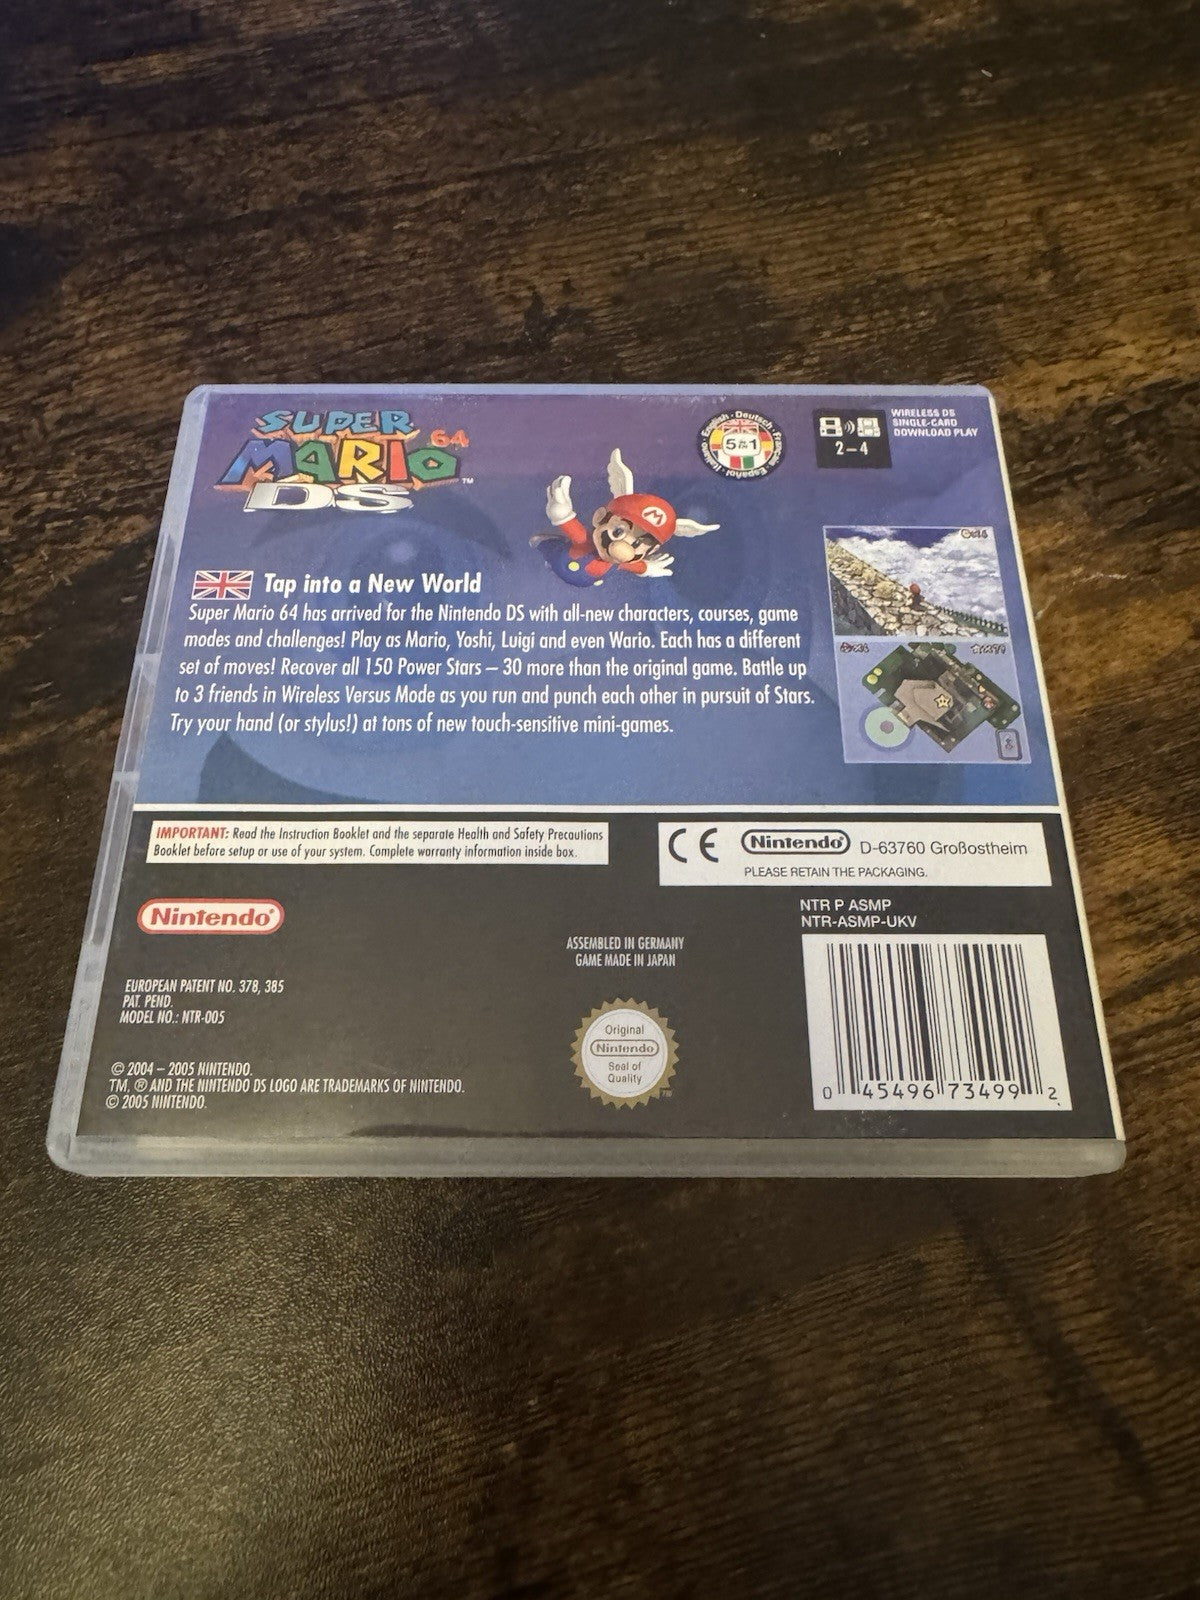 SUPER
MARIO 64
DS ™
English · Deutsch · Français · Español · Italiano
5 IN 1
2-4
WIRELESS DS
SINGLE-CARD
DOWNLOAD PLAY
M
Tap into a New World
Super Mario 64 has arrived for the Nintendo DS with all-new characters, courses, game
modes and challenges! Play as Mario, Yoshi, Luigi and even Wario. Each has a different
set of moves! Recover all 150 Power Stars – 30 more than the original game. Battle up
to 3 friends in Wireless Versus Mode as you run and punch each other in pursuit of Stars.
Try your hand (or stylus!) at tons of new touch-sensitive mini-games.
IMPORTANT: Read the Instruction Booklet and the separate Health and Safety Precautions
Booklet before setup or use of your system. Complete warranty information inside box.
CE Nintendo® D-63760 Großostheim
PLEASE RETAIN THE PACKAGING.
Nintendo®
NTR P ASMP
NTR-ASMP-UKV
ASSEMBLED IN GERMANY
GAME MADE IN JAPAN
EUROPEAN PATENT NO. 378, 385
PAT. PEND.
MODEL NO.: NTR-005
Original
Nintendo
Seal of
Quality
TM
© 2004 – 2005 NINTENDO.
TM, ® AND THE NINTENDO DS LOGO ARE TRADEMARKS OF NINTENDO.
© 2005 NINTENDO.
0 45496 73499 2